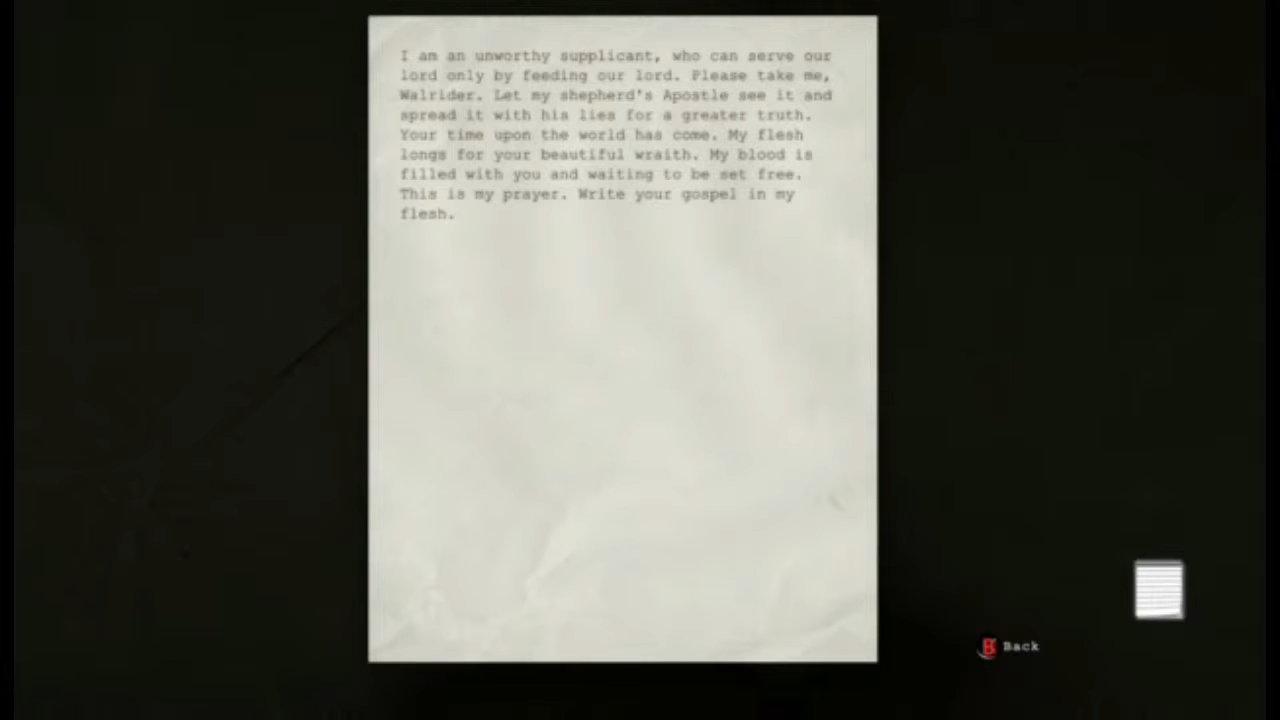 I am an unworthy supplicant, who can serve our
lord only by feeding our lord. Please take me,
Walrider. Let my shepherd's Apostle see it and
spread it with his lies for a greater truth.
Your time upon the world has come. My flesh
longs for your beautiful wraith. My blood is
filled with you and waiting to be set free.
This is my prayer. Write your gospel in my
flesh.
B Back